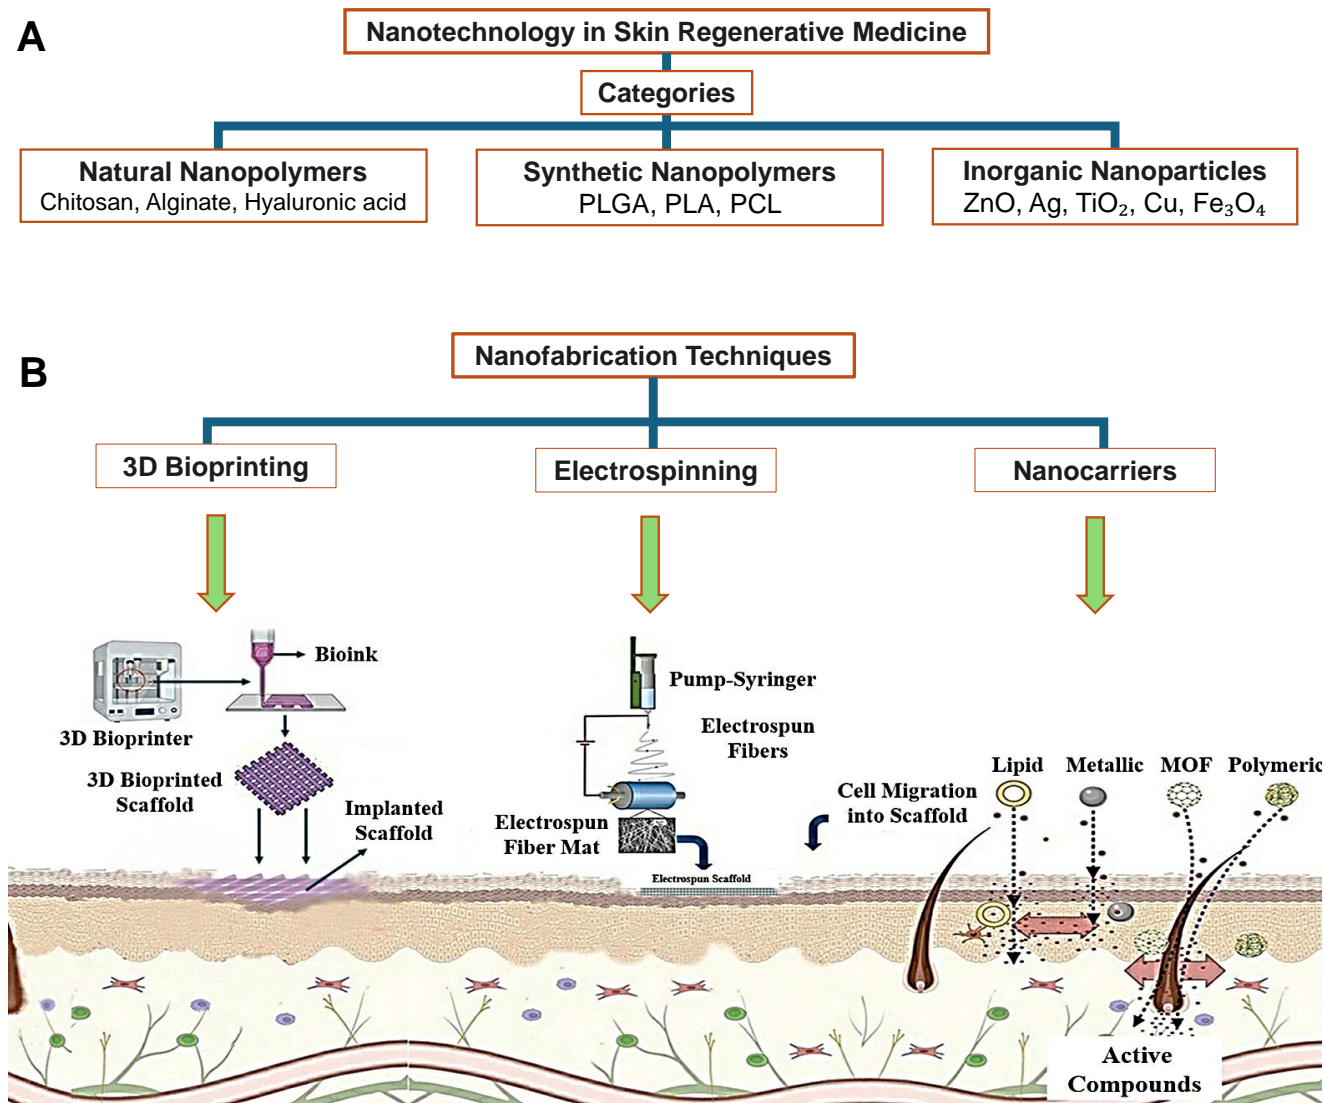 A
Nanotechnology in Skin Regenerative Medicine
Categories
Natural Nanopolymers
Chitosan, Alginate, Hyaluronic acid
Synthetic Nanopolymers
PLGA, PLA, PCL
Inorganic Nanoparticles
ZnO, Ag, TiO₂, Cu, Fe₃O₄
B
Nanofabrication Techniques
3D Bioprinting
Electrospinning
Nanocarriers
Bioink
3D Bioprinter
3D Bioprinted
Scaffold
Implanted
Scaffold
Pump-Syringer
Electrospun
Fibers
Electrospun
Fiber Mat
Electrospun Scaffold
Cell Migration
into Scaffold
Lipid
Metallic
MOF
Polymeric
Active
Compounds